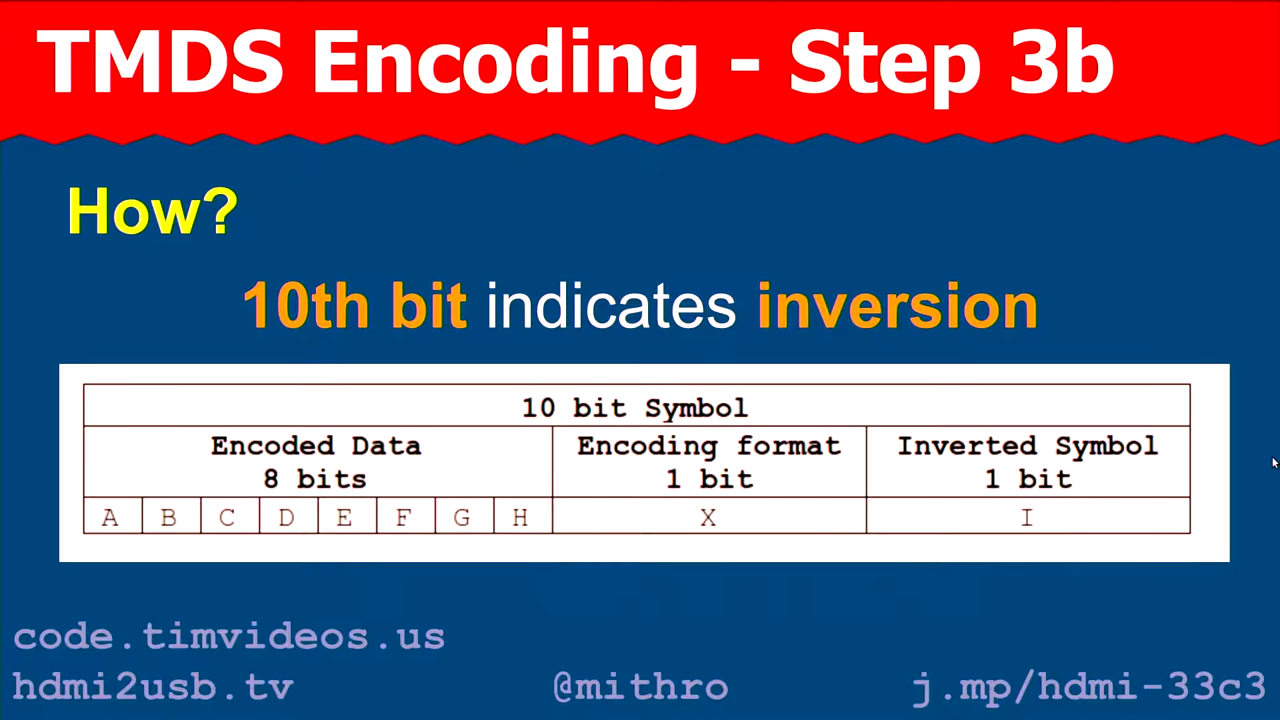 TMDS Encoding - Step 3b
How?
10th bit indicates inversion
10 bit Symbol
Encoded Data 8 bits
Encoding format 1 bit
Inverted Symbol 1 bit
A B C D E F G H X I
code.timvideos.us
hdmi2usb.tv @mithro j.mp/hdmi-33c3